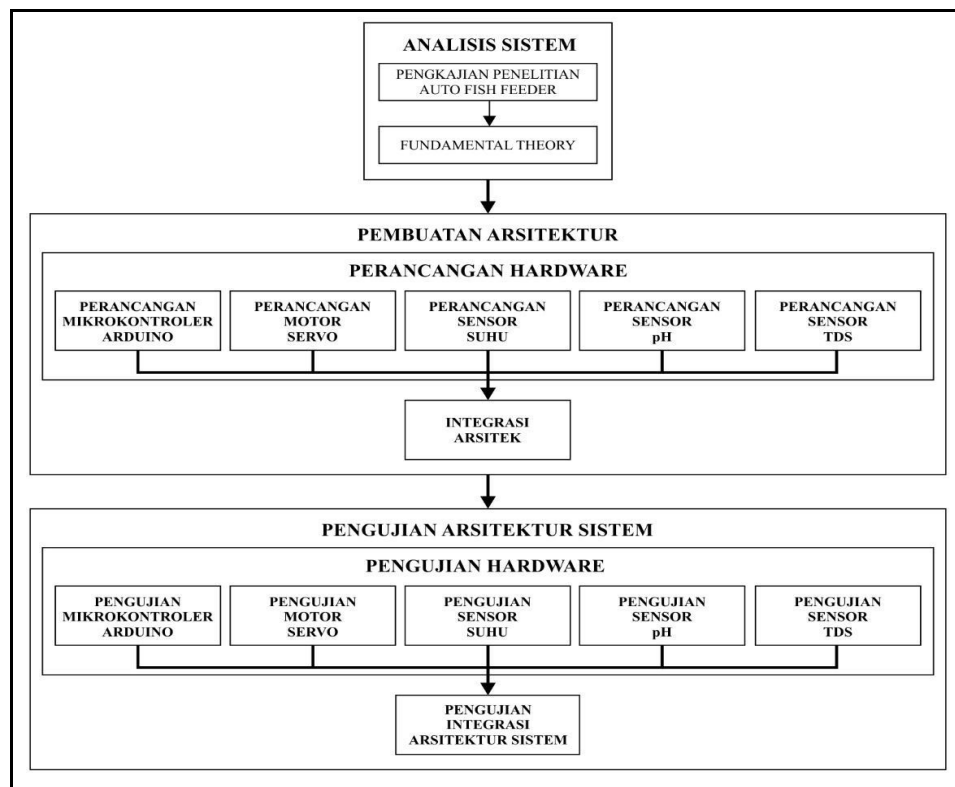 ANALISIS SISTEM
PENGKAJIAN PENELITIAN
AUTO FISH FEEDER
FUNDAMENTAL THEORY
PEMBUATAN ARSITEKTUR
PERANCANGAN HARDWARE
PERANCANGAN
MIKROKONTROLER
ARDUINO
PERANCANGAN
MOTOR
SERVO
PERANCANGAN
SENSOR
SUHU
PERANCANGAN
SENSOR
pH
PERANCANGAN
SENSOR
TDS
INTEGRASI
ARSITEK
PENGUJIAN ARSITEKTUR SISTEM
PENGUJIAN HARDWARE
PENGUJIAN
MIKROKONTROLER
ARDUINO
PENGUJIAN
MOTOR
SERVO
PENGUJIAN
SENSOR
SUHU
PENGUJIAN
SENSOR
pH
PENGUJIAN
SENSOR
TDS
PENGUJIAN
INTEGRASI
ARSITEKTUR SISTEM